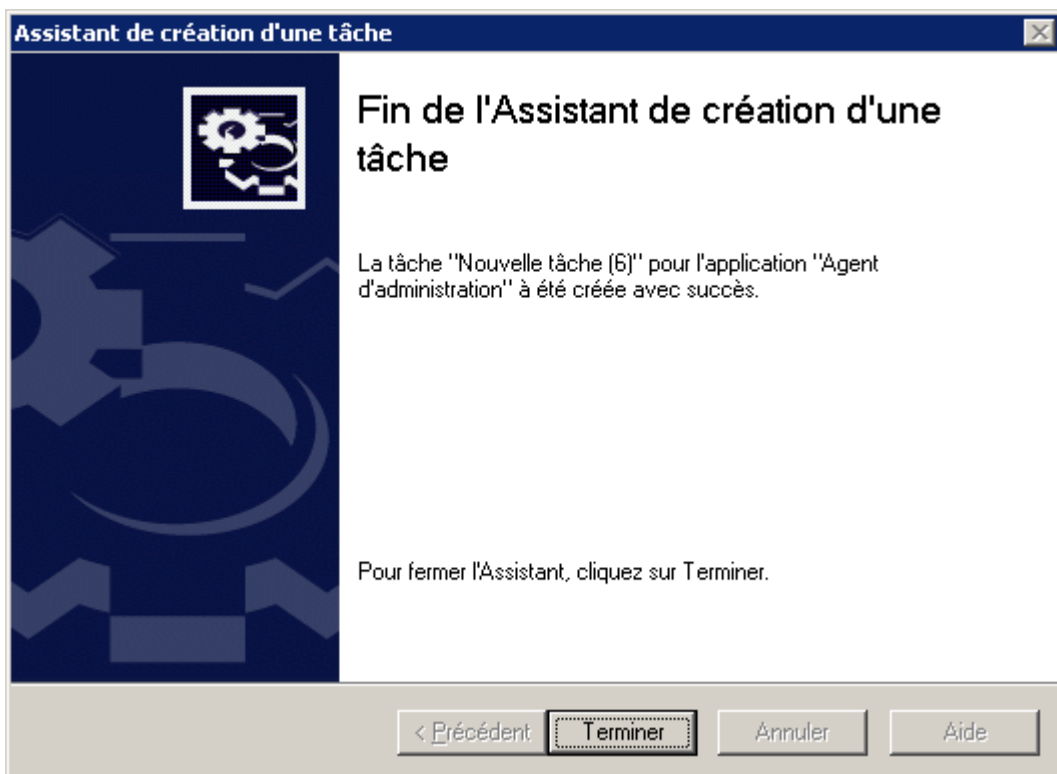 Assistant de création d'une tâche
Fin de l'Assistant de création d'une
tâche
La tâche "Nouvelle tâche (6)" pour l'application "Agent
d'administration" à été créée avec succès.
Pour fermer l'Assistant, cliquez sur Terminer.
< Précédent Terminer Annuler Aide